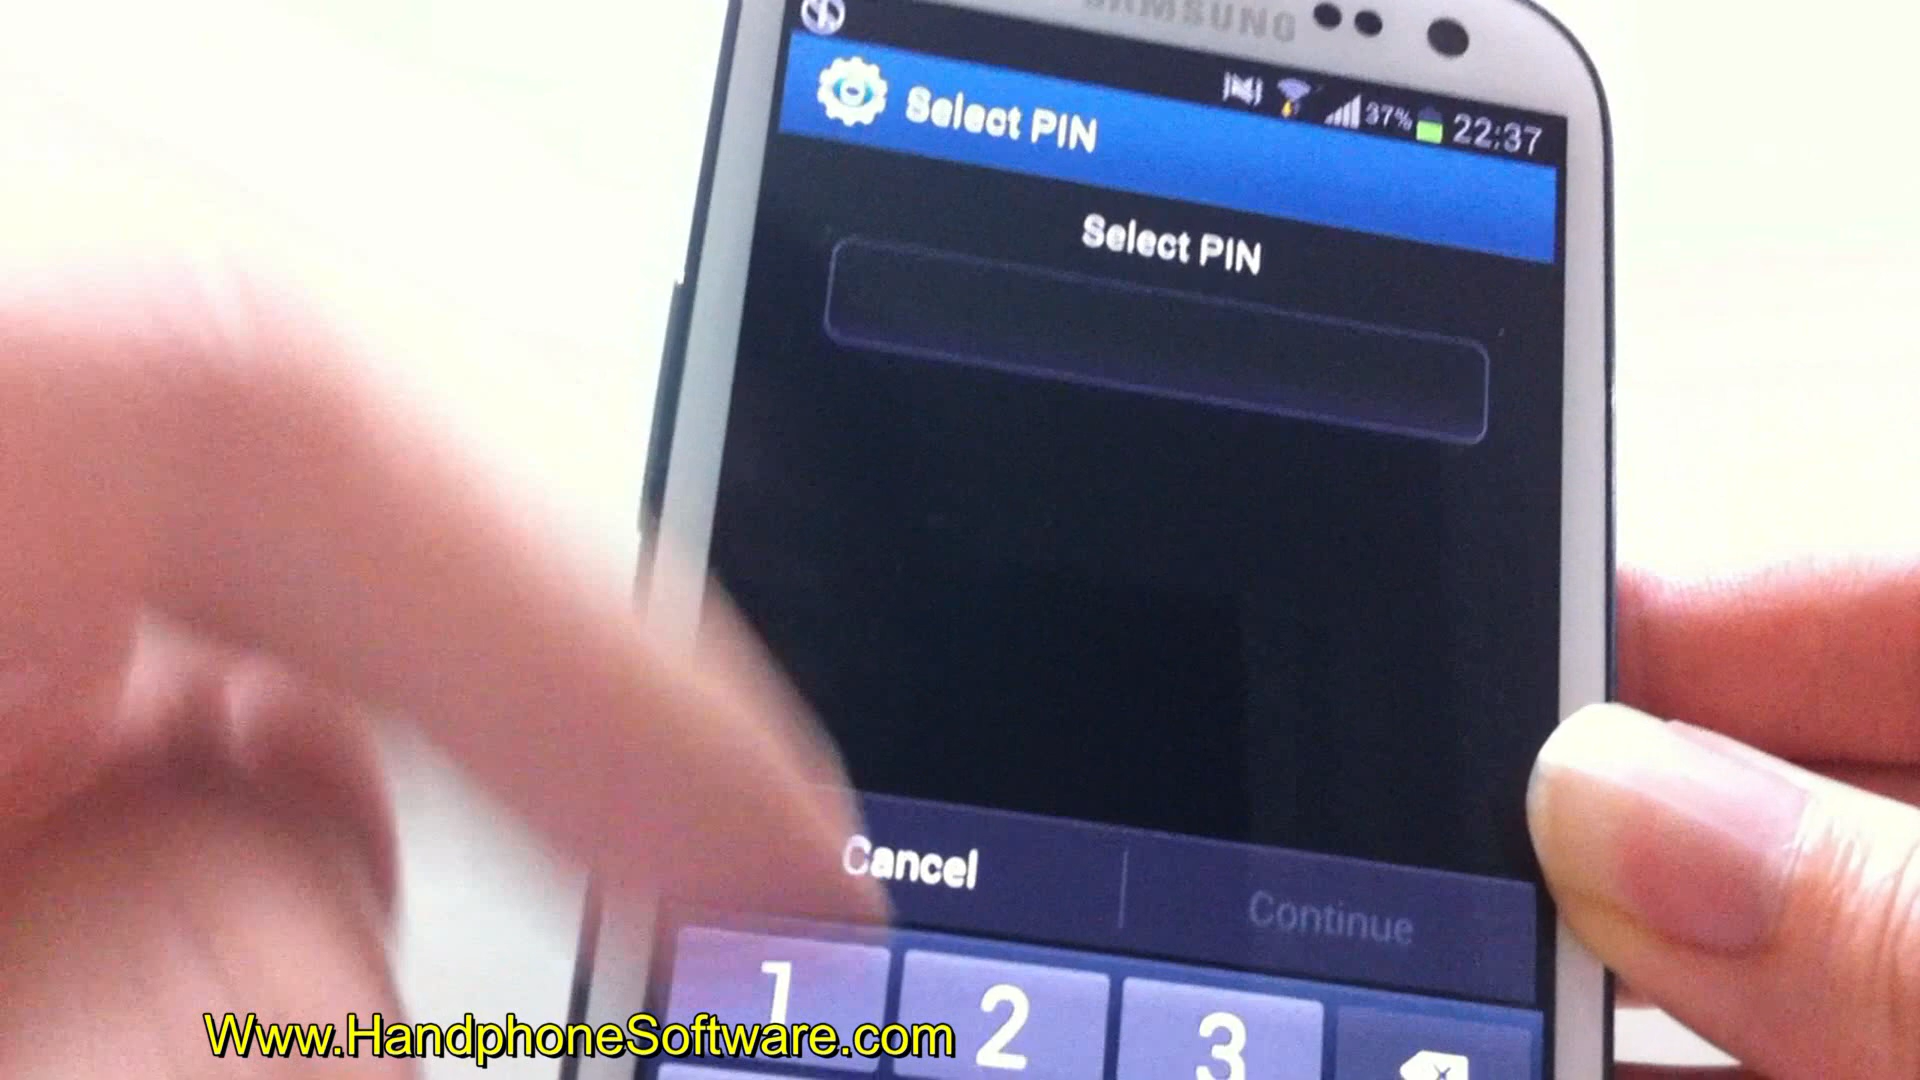 SAMSUNG
37% 22:37
Select PIN
Select PIN
Cancel
Continue
1 2 3
Www.HandphoneSoftware.com